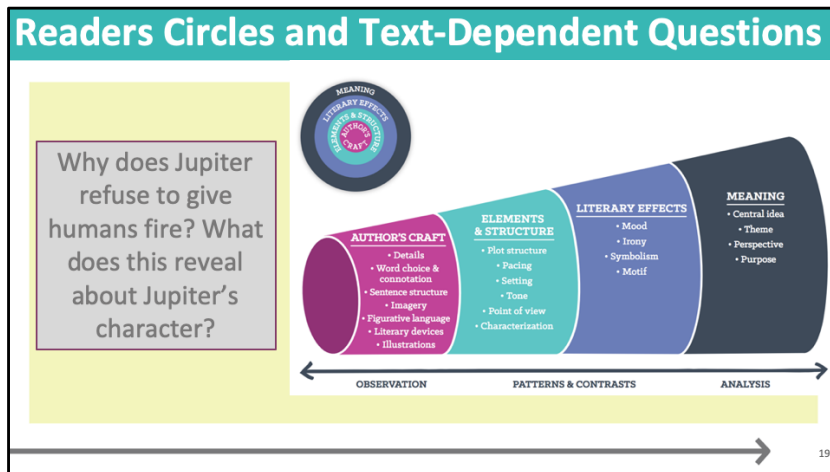 Readers Circles and Text-Dependent Questions
MEANING
LITERARY EFFECTS
ELEMENTS & STRUCTURE
AUTHOR'S CRAFT
Why does Jupiter
refuse to give
humans fire? What
does this reveal
about Jupiter's
character?
AUTHOR'S CRAFT
• Details
• Word choice &
connotation
• Sentence structure
• Imagery
• Figurative language
• Literary devices
• Illustrations
ELEMENTS
& STRUCTURE
• Plot structure
• Pacing
• Setting
• Tone
• Point of view
• Characterization
LITERARY EFFECTS
• Mood
• Irony
• Symbolism
• Motif
MEANING
• Central idea
• Theme
• Perspective
• Purpose
OBSERVATION
PATTERNS & CONTRASTS
ANALYSIS
19